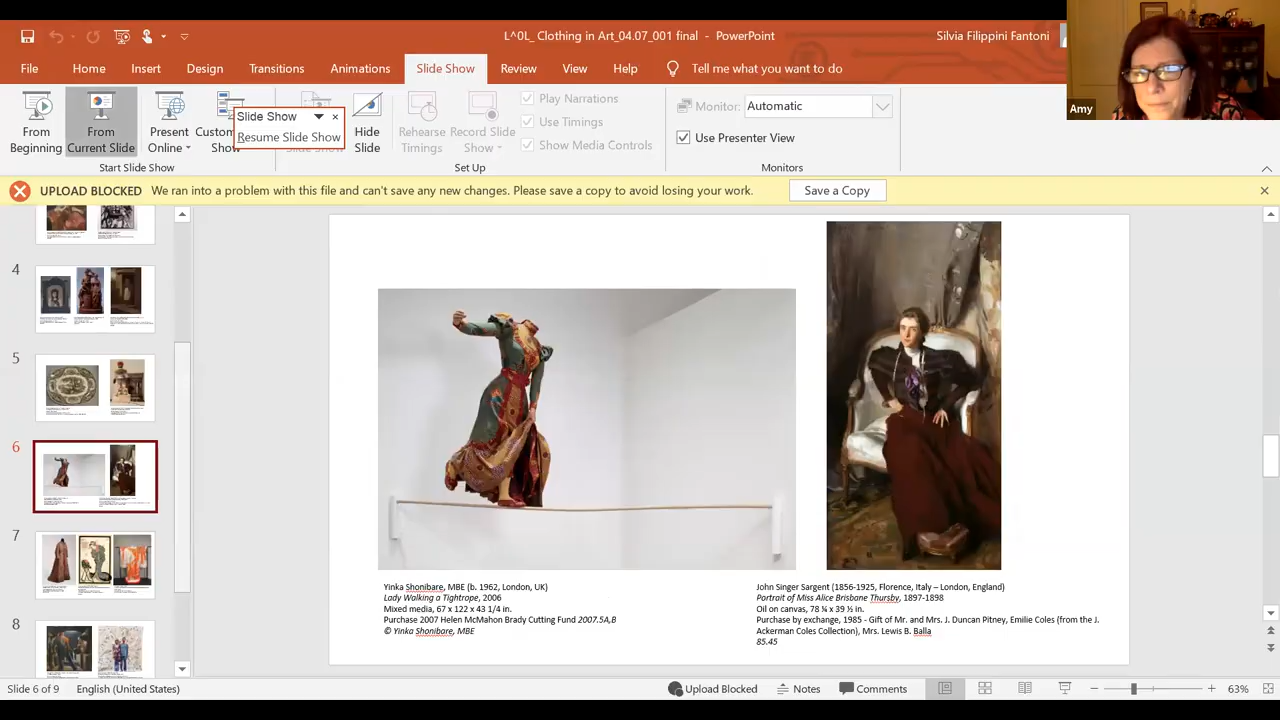 L^0L_ Clothing in Art_04.07_001 final - PowerPoint
Silvia Filippini Fantoni
File Home Insert Design Transitions Animations Slide Show Review View Help Tell me what you want to do
From Beginning
From Current Slide
Present Online
Custom Show
Slide Show
Resume Slide Show
Hide Slide
Rehearse Timings
Record Slide Show
Play Narrations
Use Timings
Show Media Controls
Monitor: Automatic
Use Presenter View
Start Slide Show
Set Up
Monitors
Amy
UPLOAD BLOCKED We ran into a problem with this file and can't save any new changes. Please save a copy to avoid losing your work. Save a Copy
4
5
6
7
8
Yinka Shonibare, MBE (b. 1962, London, UK)
Lady Walking a Tightrope, 2006
Mixed media, 67 x 122 x 43 1/4 in.
Purchase 2007 Helen McMahon Brady Cutting Fund 2007.5A,B
© Yinka Shonibare, MBE
John Singer Sargent (1856-1925, Florence, Italy – London, England)
Portrait of Miss Alice Brisbane Thursby, 1897-1898
Oil on canvas, 78 ¼ x 39 ½ in.
Purchase by exchange, 1985 - Gift of Mr. and Mrs. J. Duncan Pitney, Emilie Coles (from the J.
Ackerman Coles Collection), Mrs. Lewis B. Balla
85.45
Slide 6 of 9 English (United States) Upload Blocked Notes Comments 63%